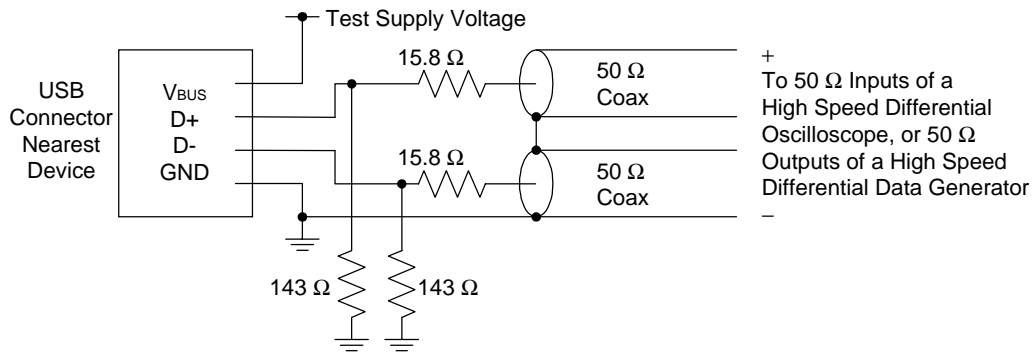 Test Supply Voltage
USB
Connector
Nearest
Device
VBUS
D+
D-
GND
15.8 Ω
50 Ω
Coax
15.8 Ω
50 Ω
Coax
143 Ω
143 Ω
+
To 50 Ω Inputs of a
High Speed Differential
Oscilloscope, or 50 Ω
Outputs of a High Speed
Differential Data Generator
−